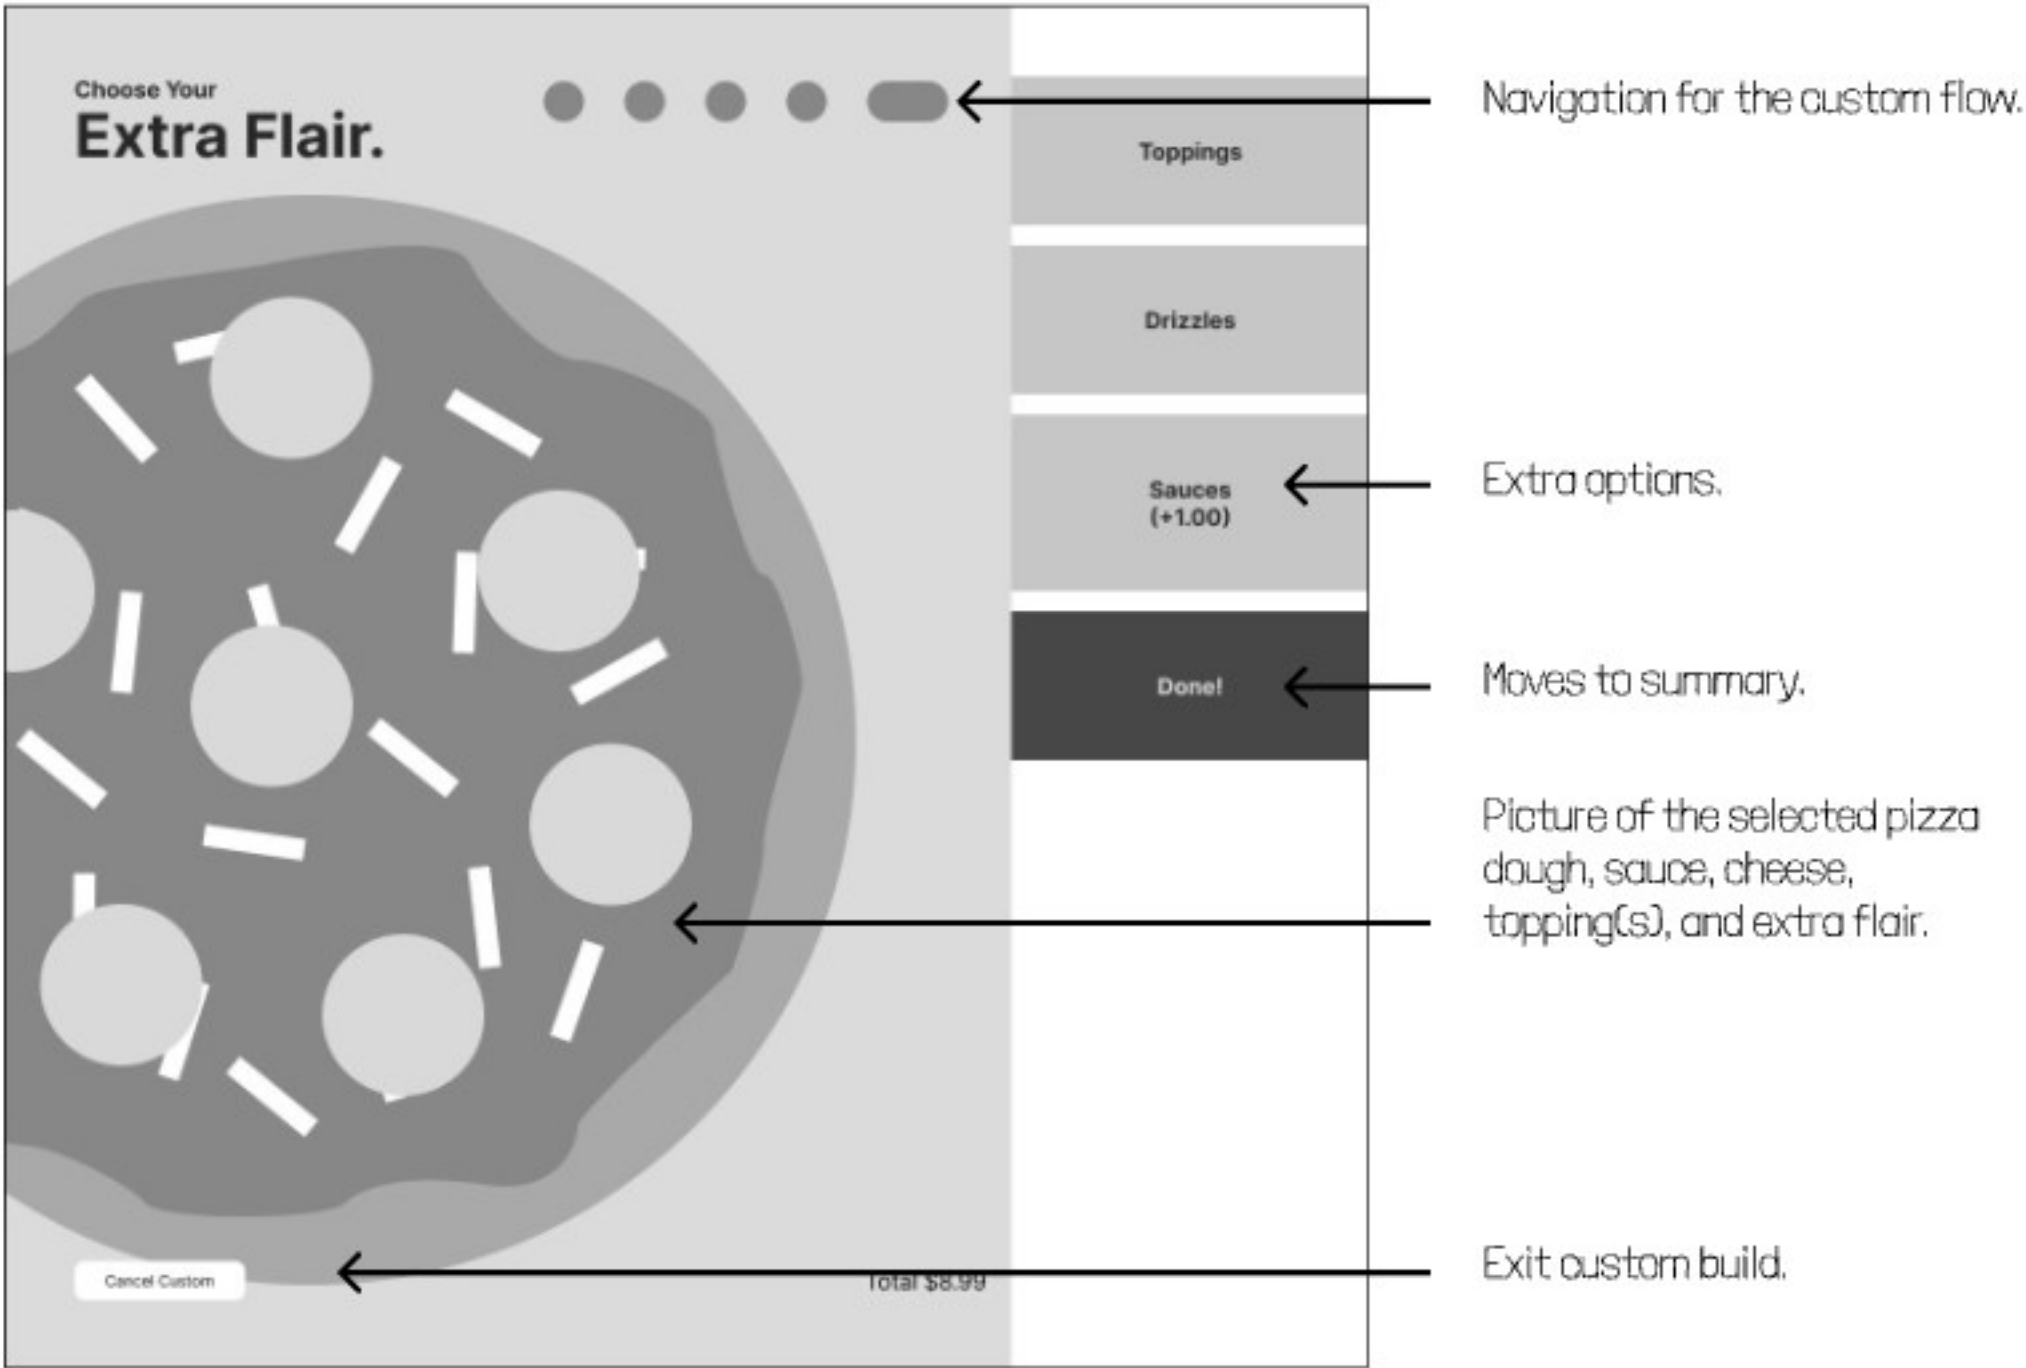 Choose Your
Extra Flair.
Navigation for the custom flow.
Toppings
Drizzles
Sauces
(+1.00)
Extra options.
Done!
Moves to summary.
Picture of the selected pizza
dough, sauce, cheese,
topping(s), and extra flair.
Cancel Custom
Total $8.99
Exit custom build.